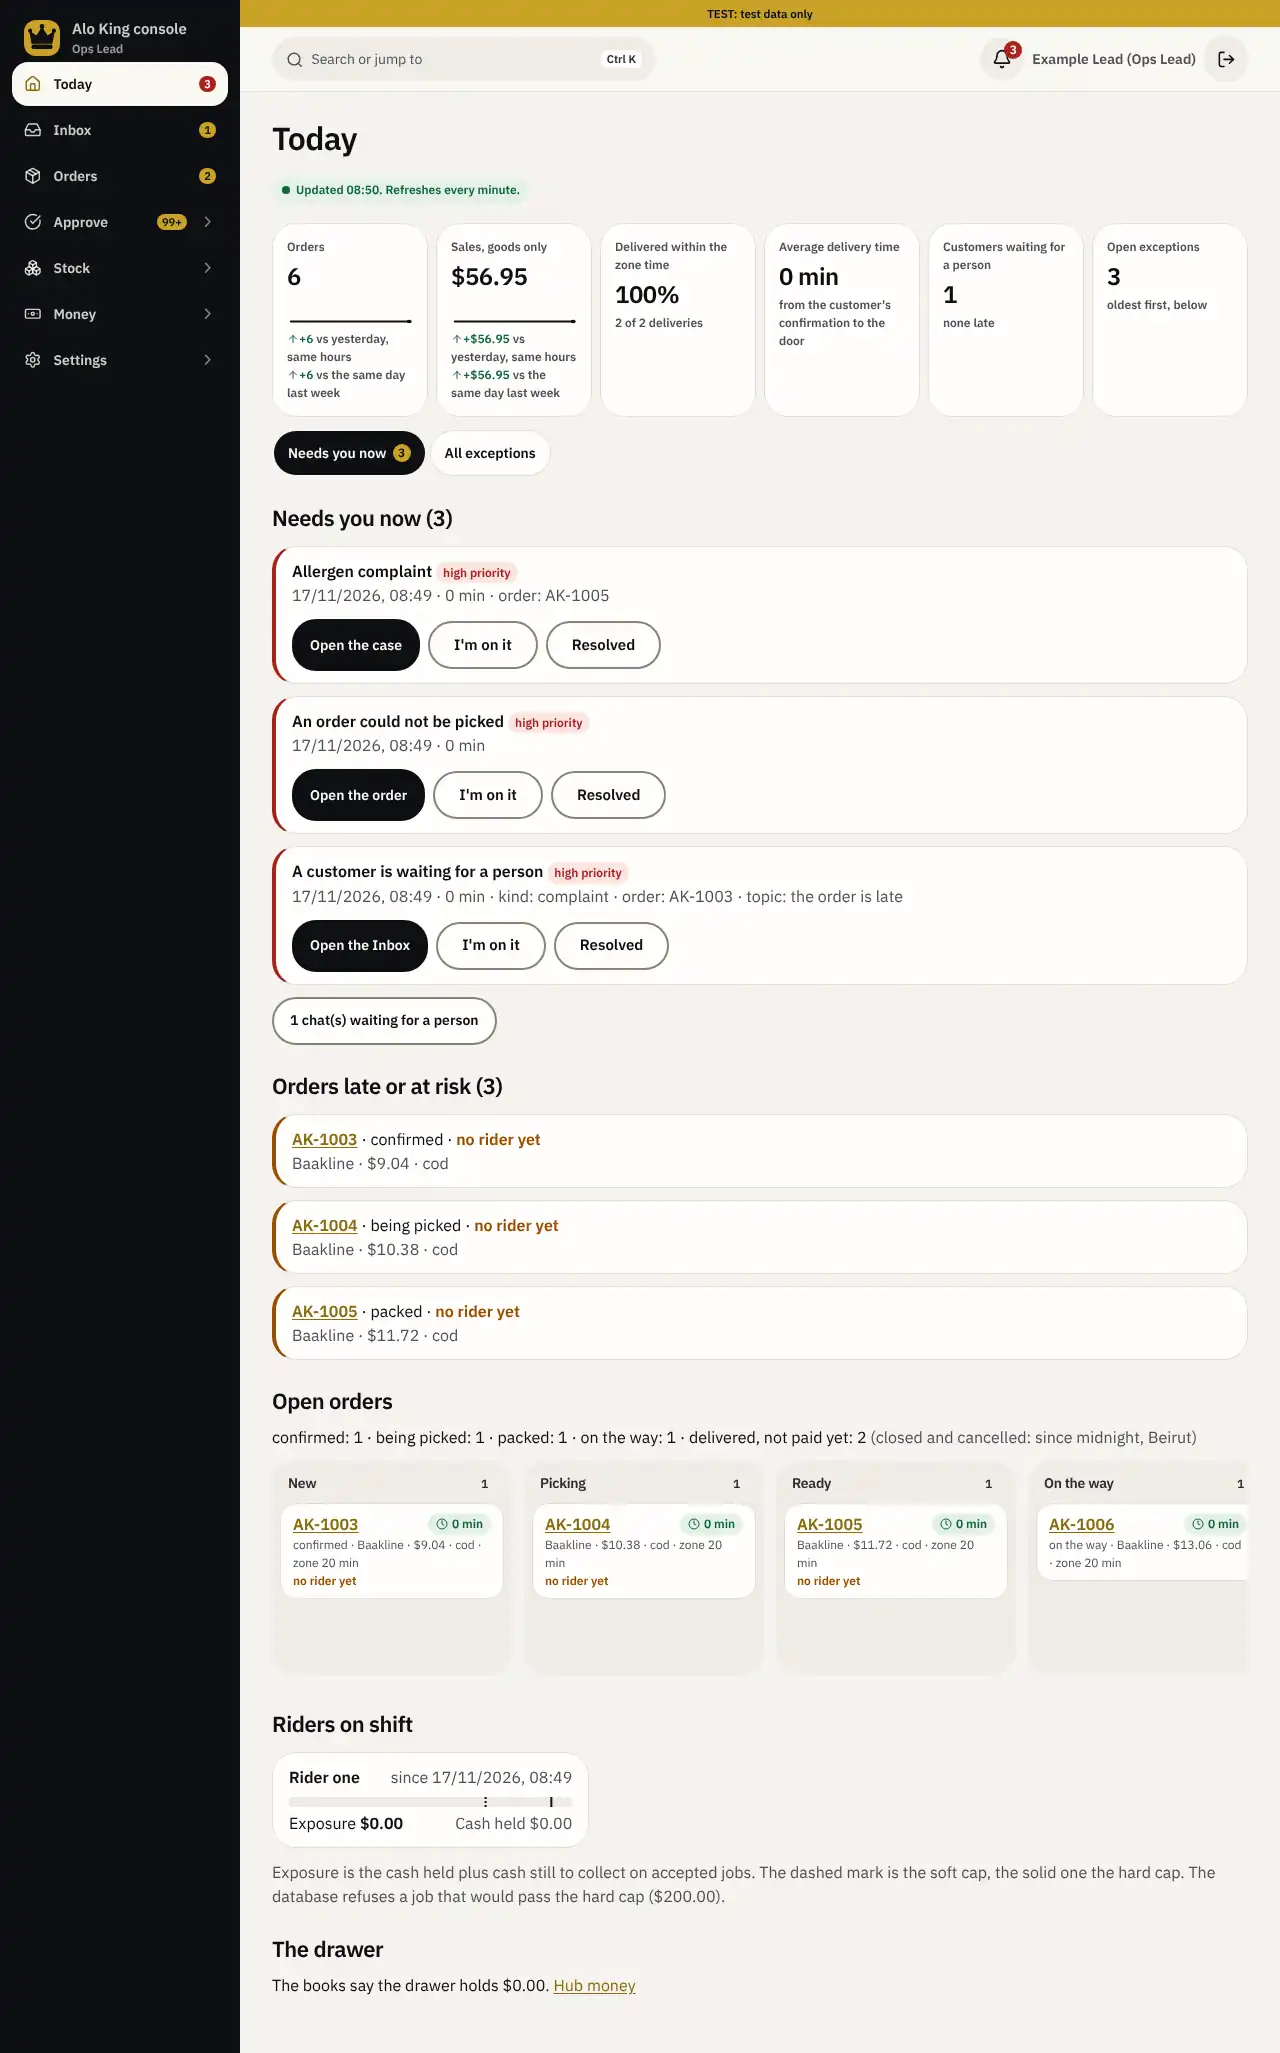 TEST: test data only
Alo King console
Ops Lead
Today 3
Inbox 1
Orders 2
Approve 99+
Stock
Money
Settings
Search or jump to Ctrl K
3 Example Lead (Ops Lead)
Today
Updated 08:50. Refreshes every minute.
Orders
6
↑+6 vs yesterday,
same hours
↑+6 vs the same day
last week
Sales, goods only
$56.95
↑+$56.95 vs
yesterday, same hours
↑+$56.95 vs the
same day last week
Delivered within the
zone time
100%
2 of 2 deliveries
Average delivery time
0 min
from the customer's
confirmation to the
door
Customers waiting for
a person
1
none late
Open exceptions
3
oldest first, below
Needs you now 3 All exceptions
Needs you now (3)
Allergen complaint high priority
17/11/2026, 08:49 · 0 min · order: AK-1005
Open the case I'm on it Resolved
An order could not be picked high priority
17/11/2026, 08:49 · 0 min
Open the order I'm on it Resolved
A customer is waiting for a person high priority
17/11/2026, 08:49 · 0 min · kind: complaint · order: AK-1003 · topic: the order is late
Open the Inbox I'm on it Resolved
1 chat(s) waiting for a person
Orders late or at risk (3)
AK-1003 · confirmed · no rider yet
Baakline · $9.04 · cod
AK-1004 · being picked · no rider yet
Baakline · $10.38 · cod
AK-1005 · packed · no rider yet
Baakline · $11.72 · cod
Open orders
confirmed: 1 · being picked: 1 · packed: 1 · on the way: 1 · delivered, not paid yet: 2 (closed and cancelled: since midnight, Beirut)
New 1
AK-1003 0 min
confirmed · Baakline · $9.04 · cod ·
zone 20 min
no rider yet
Picking 1
AK-1004 0 min
Baakline · $10.38 · cod · zone 20
min
no rider yet
Ready 1
AK-1005 0 min
Baakline · $11.72 · cod · zone 20
min
no rider yet
On the way 1
AK-1006 0 min
on the way · Baakline · $13.06 · cod
· zone 20 min
Riders on shift
Rider one since 17/11/2026, 08:49
Exposure $0.00 Cash held $0.00
Exposure is the cash held plus cash still to collect on accepted jobs. The dashed mark is the soft cap, the solid one the hard cap. The
database refuses a job that would pass the hard cap ($200.00).
The drawer
The books say the drawer holds $0.00. Hub money